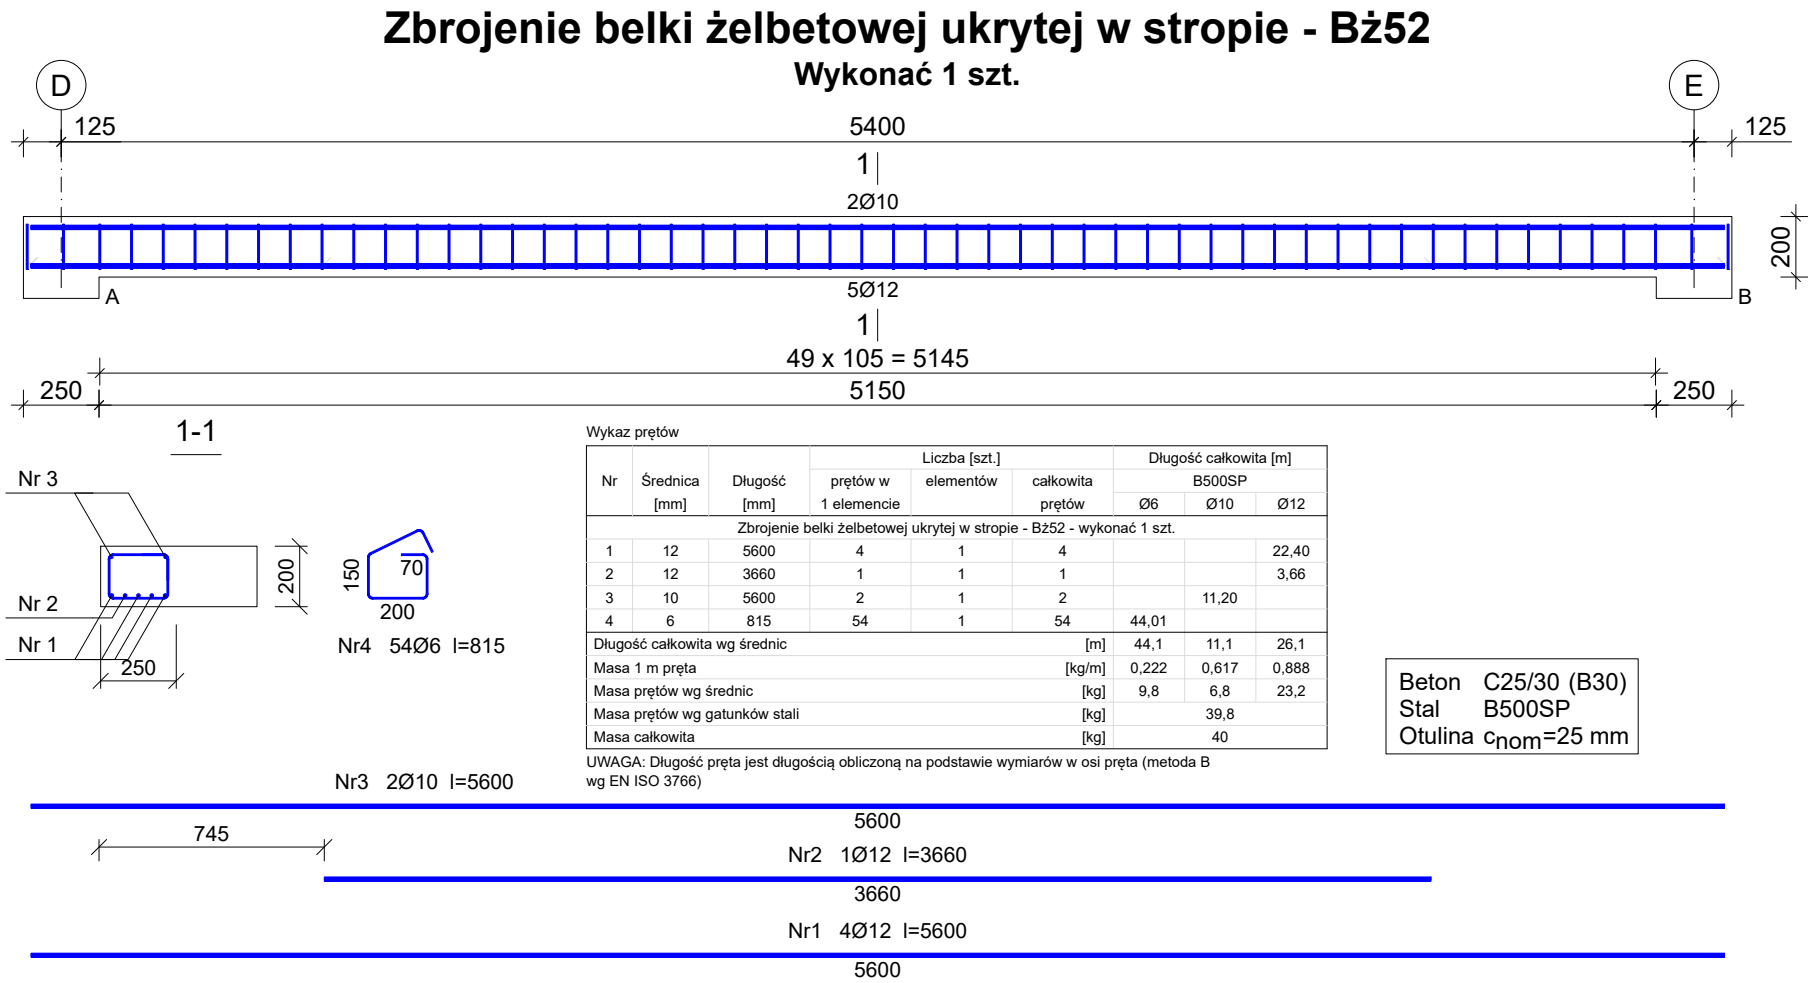 Zbrojenie belki żelbetowej ukrytej w stropie - Bż52
Wykonać 1 szt.
D
E
125 5400 125
1
2Ø10
200
A
5Ø12
B
1
49 x 105 = 5145
250 5150 250
1-1
Nr 3
Nr 2
Nr 1
200
250
150
70
200
Nr4 54Ø6 l=815
Wykaz prętów
Liczba [szt.] Długość całkowita [m]
Nr Średnica Długość prętów w elementów całkowita B500SP
[mm] [mm] 1 elemencie prętów Ø6 Ø10 Ø12
Zbrojenie belki żelbetowej ukrytej w stropie - Bż52 - wykonać 1 szt.
1 12 5600 4 1 4 22,40
2 12 3660 1 1 1 3,66
3 10 5600 2 1 2 11,20
4 6 815 54 1 54 44,01
Długość całkowita wg średnic [m] 44,1 11,1 26,1
Masa 1 m pręta [kg/m] 0,222 0,617 0,888
Masa prętów wg średnic [kg] 9,8 6,8 23,2
Masa prętów wg gatunków stali [kg] 39,8
Masa całkowita [kg] 40
UWAGA: Długość pręta jest długością obliczoną na podstawie wymiarów w osi pręta (metoda B
wg EN ISO 3766)
Beton C25/30 (B30)
Stal B500SP
Otulina cnom=25 mm
Nr3 2Ø10 l=5600
5600
745
Nr2 1Ø12 l=3660
3660
Nr1 4Ø12 l=5600
5600